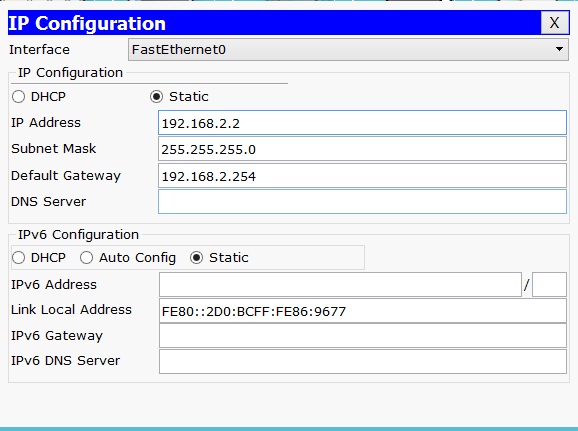 IP Configuration X
Interface FastEthernet0
IP Configuration
DHCP Static
IP Address 192.168.2.2
Subnet Mask 255.255.255.0
Default Gateway 192.168.2.254
DNS Server
IPv6 Configuration
DHCP Auto Config Static
IPv6 Address /
Link Local Address FE80::2D0:BCFF:FE86:9677
IPv6 Gateway
IPv6 DNS Server